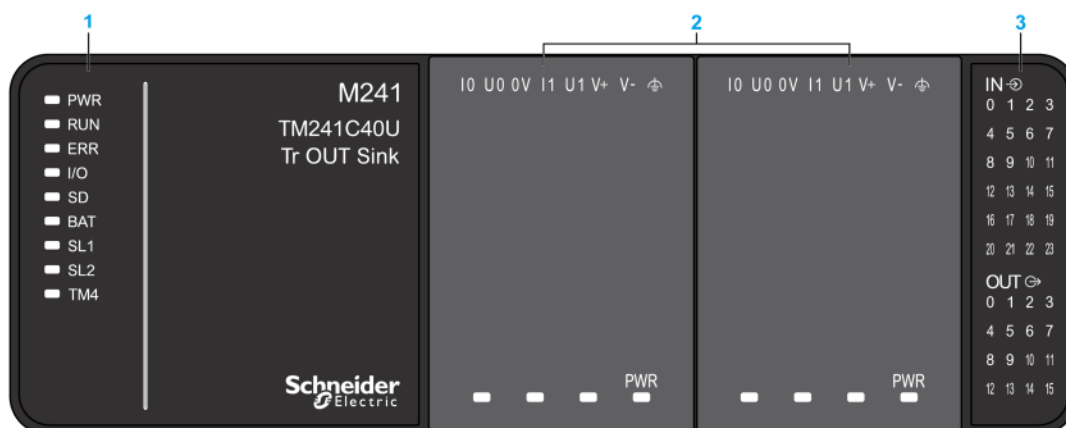 1
2
3
PWR
RUN
ERR
I/O
SD
BAT
SL1
SL2
TM4
M241
TM241C40U
Tr OUT Sink
Schneider
Electric
I0 U0 0V I1 U1 V+ V-
PWR
I0 U0 0V I1 U1 V+ V-
PWR
IN
0 1 2 3
4 5 6 7
8 9 10 11
12 13 14 15
16 17 18 19
20 21 22 23
OUT
0 1 2 3
4 5 6 7
8 9 10 11
12 13 14 15